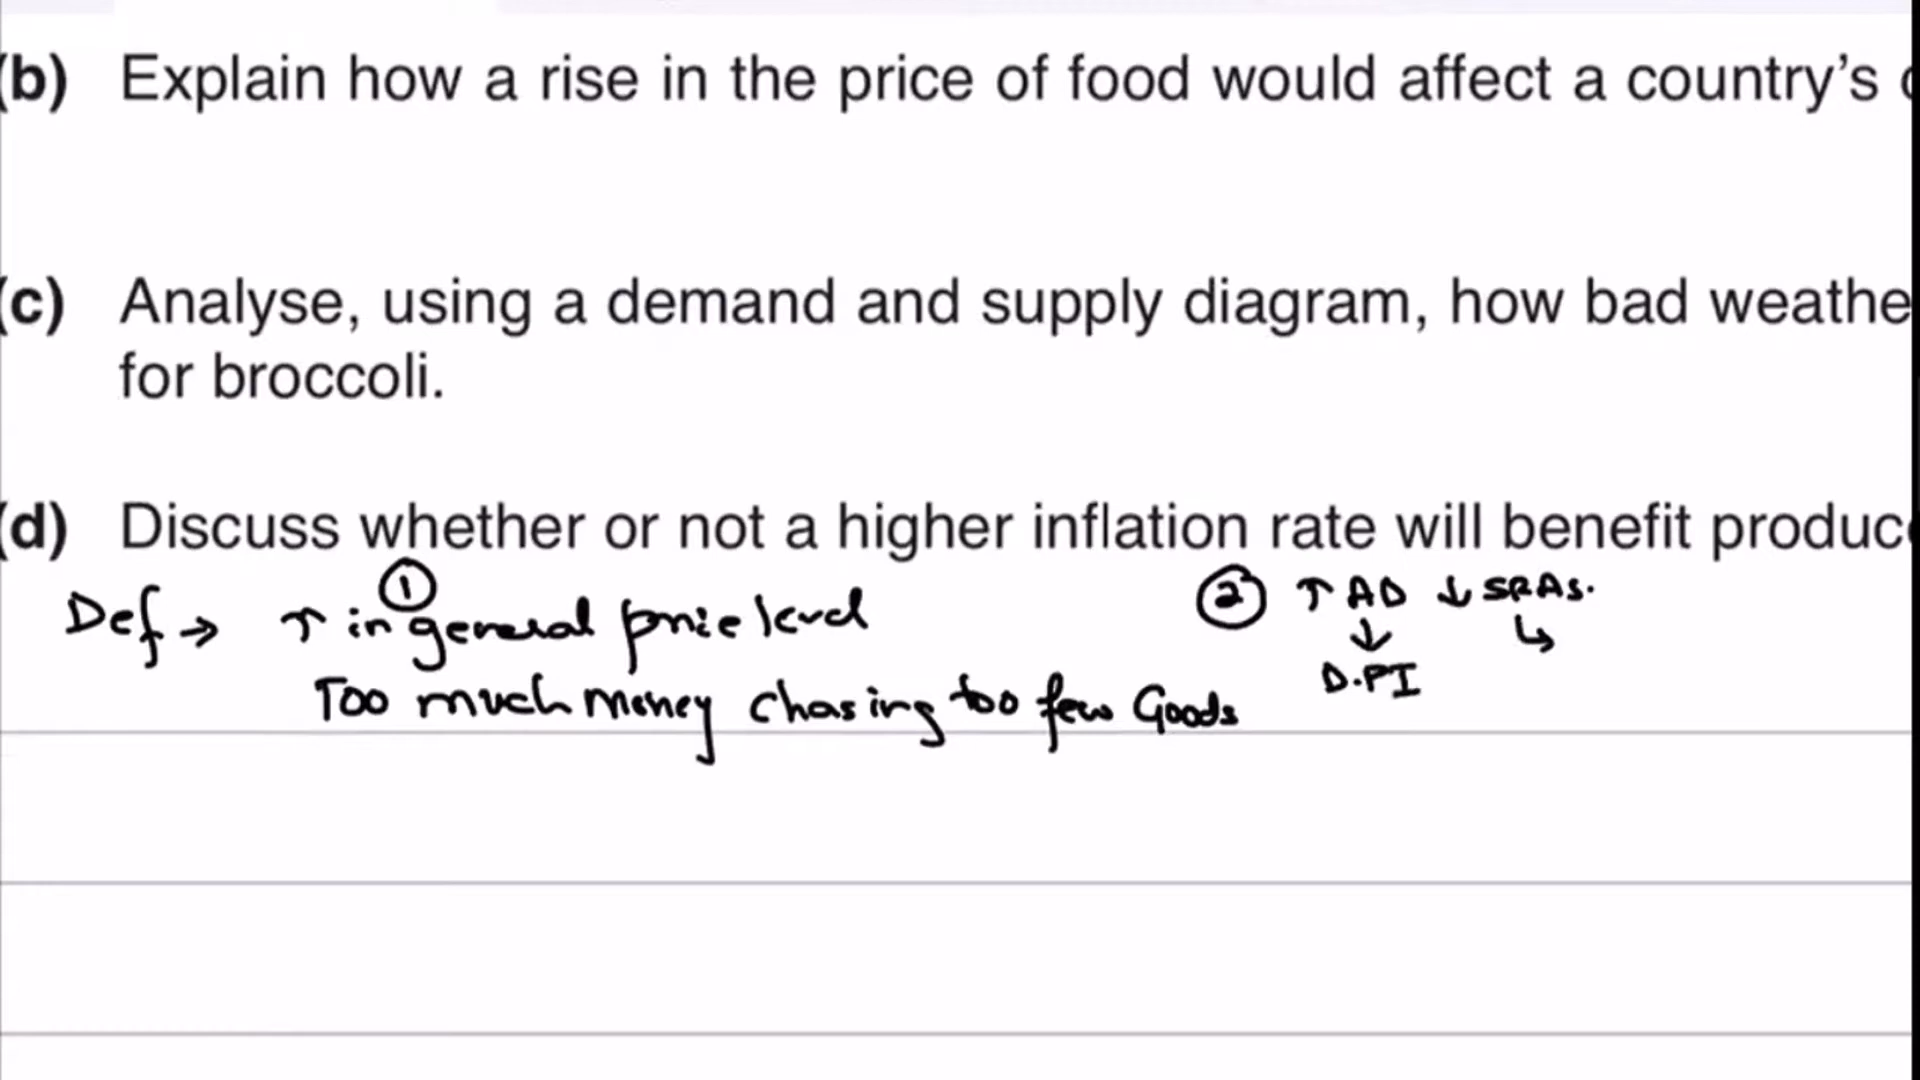 (b) Explain how a rise in the price of food would affect a country's
(c) Analyse, using a demand and supply diagram, how bad weathe
for broccoli.
(d) Discuss whether or not a higher inflation rate will benefit produc
Def → ↑ in general price level ① ② ↑ AD ↓ SRAS.
↓ ↳
Too much money chasing too few Goods D.PI